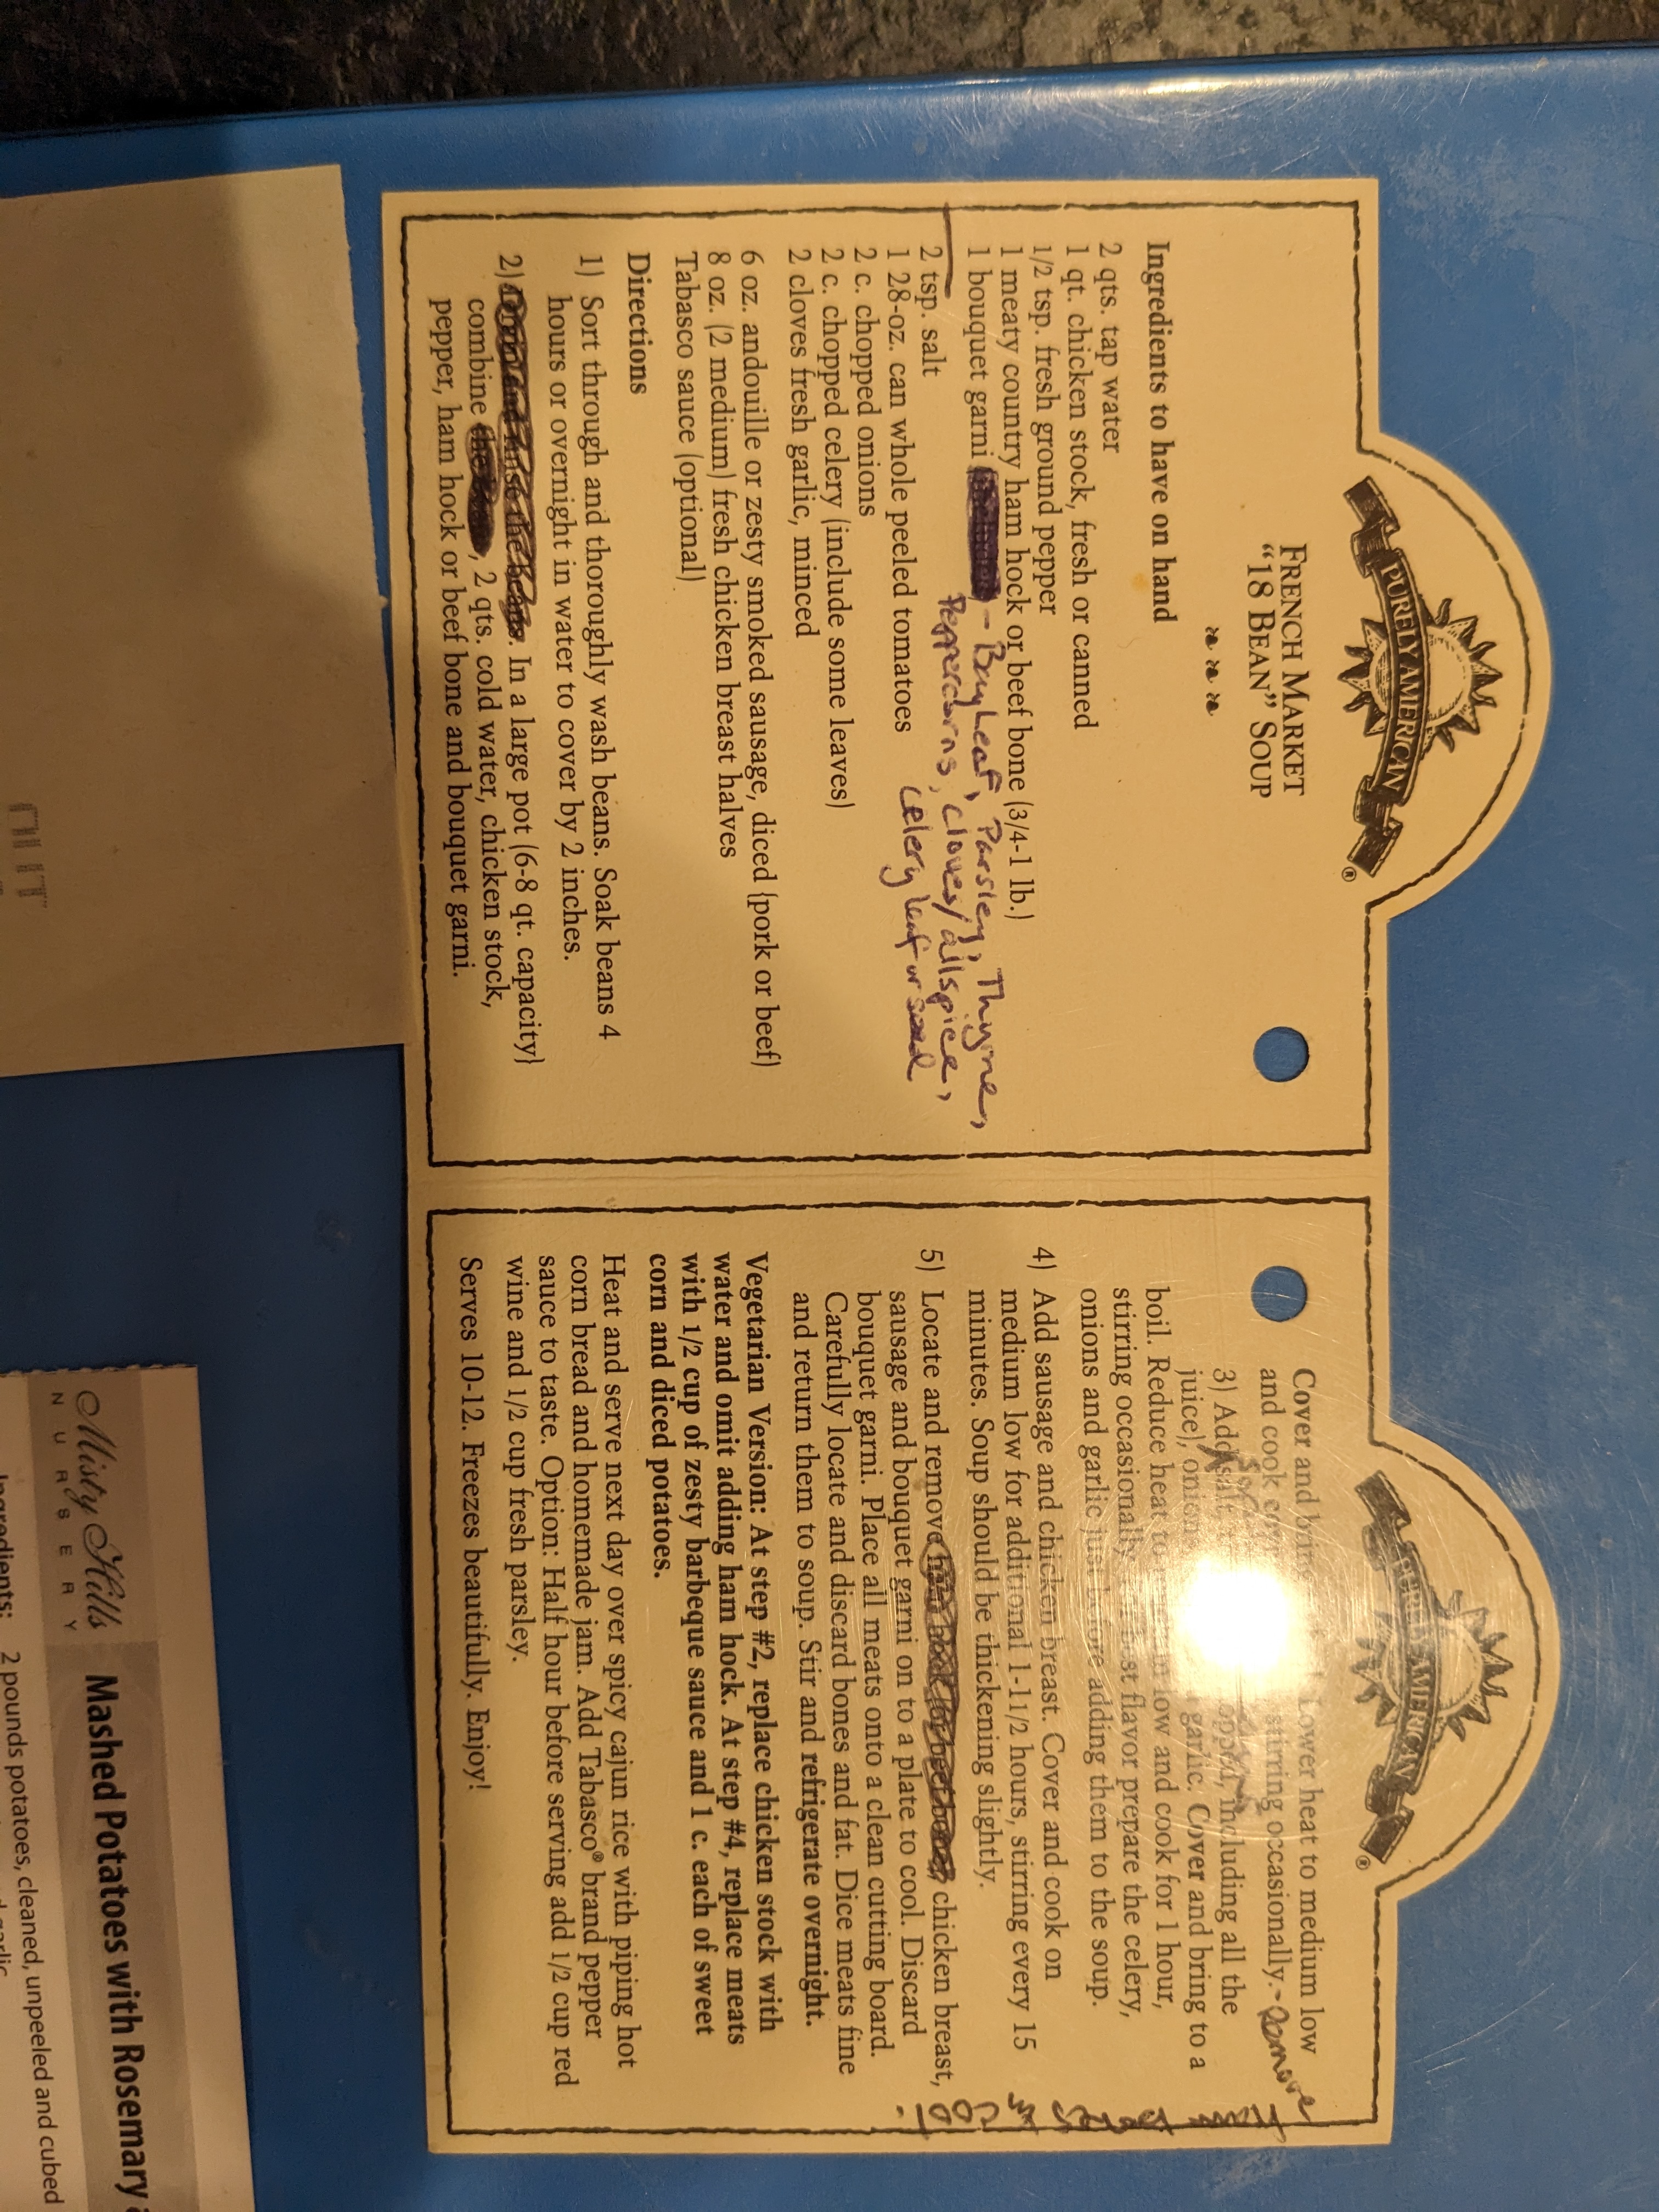 PURELY AMERICAN
®
FRENCH MARKET
"18 BEAN" SOUP
Ingredients to have on hand
2 qts. tap water
1 qt. chicken stock, fresh or canned
1/2 tsp. fresh ground pepper
1 meaty country ham hock or beef bone (3/4-1 lb.)
1 bouquet garni - Bay Leaf, Parsley, Thyme,
Peppercorns, cloves/allspice,
celery leaf or seed
2 tsp. salt
1 28-oz. can whole peeled tomatoes
2 c. chopped onions
2 c. chopped celery (include some leaves)
2 cloves fresh garlic, minced
6 oz. andouille or zesty smoked sausage, diced (pork or beef)
8 oz. (2 medium) fresh chicken breast halves
Tabasco sauce (optional)
Directions
1) Sort through and thoroughly wash beans. Soak beans 4
hours or overnight in water to cover by 2 inches.
2) Drain and rinse the beans. In a large pot (6-8 qt. capacity)
combine the, 2 qts. cold water, chicken stock,
pepper, ham hock or beef bone and bouquet garni.
PURELY AMERICAN
®
Cover and bring Lower heat to medium low
and cook stirring occasionally. - Remove
Ham
3) Add salt including all the
juice), onions garlic. Cover and bring to a
boil. Reduce heat to low and cook for 1 hour,
stirring occasionally best flavor prepare the celery,
onions and garlic just before adding them to the soup.
4) Add sausage and chicken breast. Cover and cook on
medium low for additional 1-1 1/2 hours, stirring every 15
minutes. Soup should be thickening slightly.
5) Locate and remove ham hock (or beef bone), chicken breast,
sausage and bouquet garni on to a plate to cool. Discard
bouquet garni. Place all meats onto a clean cutting board.
Carefully locate and discard bones and fat. Dice meats fine
and return them to soup. Stir and refrigerate overnight.
Vegetarian Version: At step #2, replace chicken stock with
water and omit adding ham hock. At step #4, replace meats
with 1/2 cup of zesty barbeque sauce and 1 c. each of sweet
corn and diced potatoes.
Heat and serve next day over spicy cajun rice with piping hot
corn bread and homemade jam. Add Tabasco® brand pepper
sauce to taste. Option: Half hour before serving add 1/2 cup red
wine and 1/2 cup fresh parsley.
Serves 10-12. Freezes beautifully. Enjoy!
Misty Hills
NURSERY
Mashed Potatoes with Rosemary
Ingredients:
2 pounds potatoes, cleaned, unpeeled and cubed